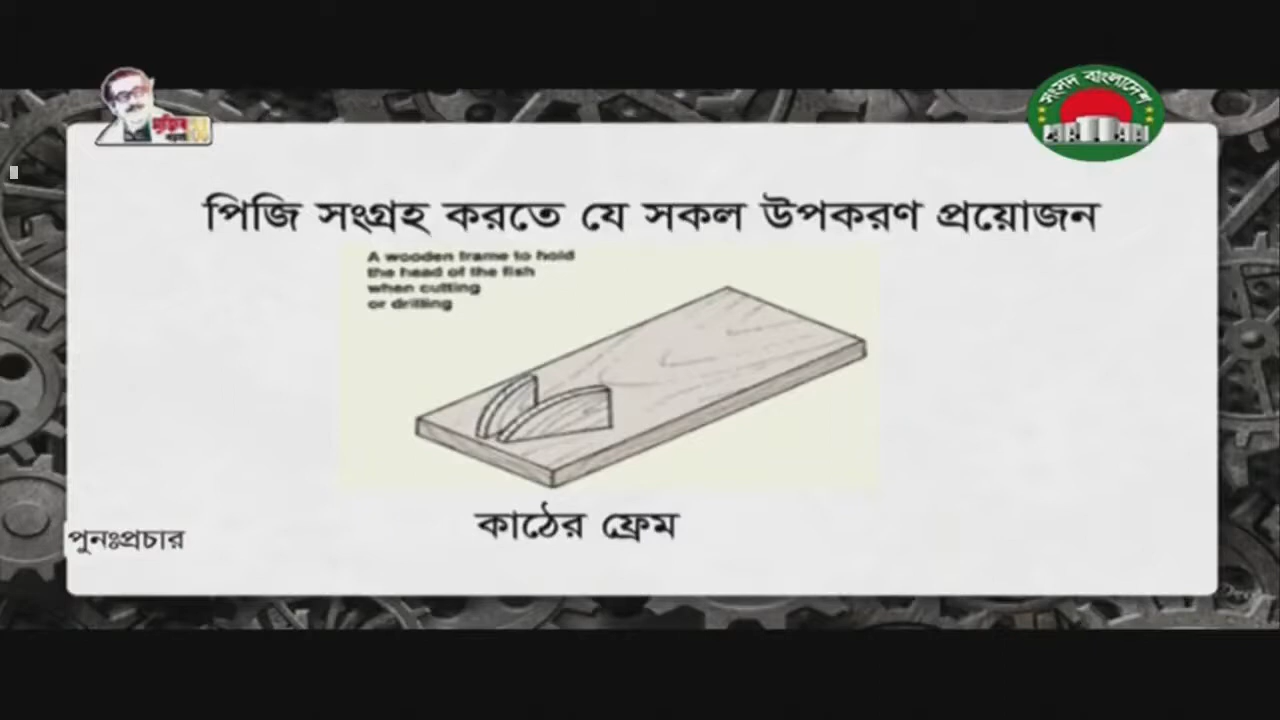 সংসদ বাংলাদেশ
মুজিব
পিজি সংগ্রহ করতে যে সকল উপকরণ প্রয়োজন
A wooden frame to hold
the head of the fish
when cutting
or drilling
কাঠের ফ্রেম
পুনঃপ্রচার